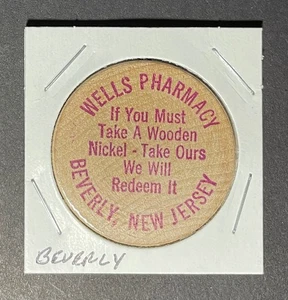 WELLS PHARMACY
If You Must
Take A Wooden
Nickel - Take Ours
We Will
Redeem It
BEVERLY, NEW JERSEY
BEVERLY